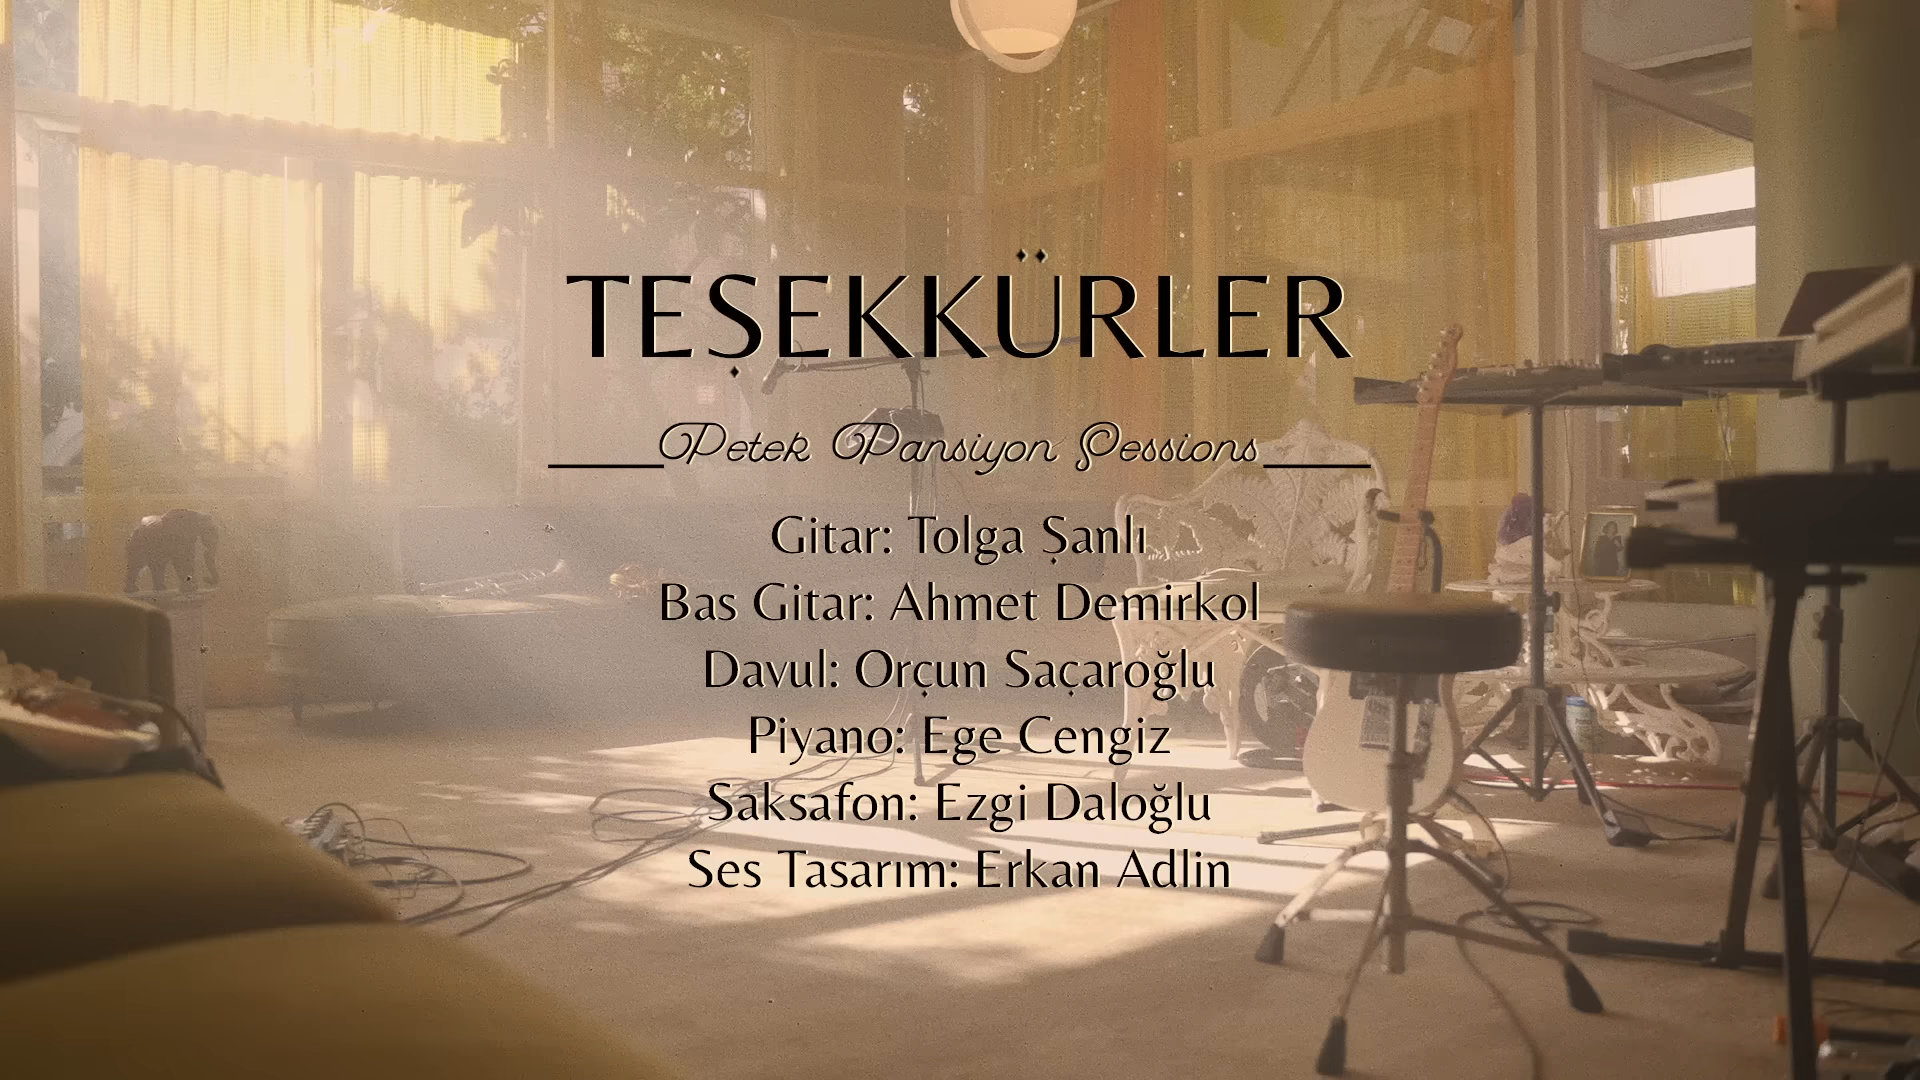 TEŞEKKÜRLER
Petek Pansiyon Sessions
Gitar: Tolga Şanlı
Bas Gitar: Ahmet Demirkol
Davul: Orçun Saçaroğlu
Piyano: Ege Cengiz
Saksafon: Ezgi Daloğlu
Ses Tasarım: Erkan Adlin